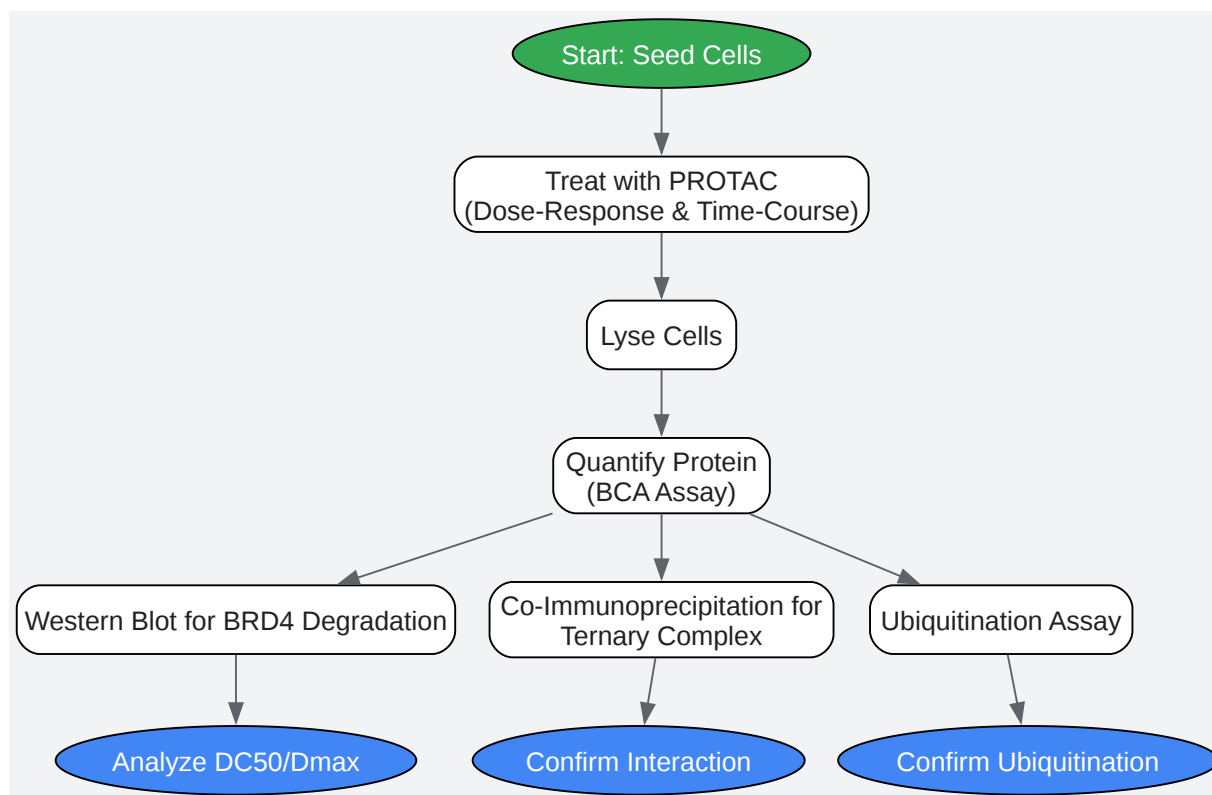 Start: Seed Cells
Treat with PROTAC
(Dose-Response & Time-Course)
Lyse Cells
Quantify Protein
(BCA Assay)
Western Blot for BRD4 Degradation
Co-Immunoprecipitation for
Ternary Complex
Ubiquitination Assay
Analyze DC50/Dmax
Confirm Interaction
Confirm Ubiquitination